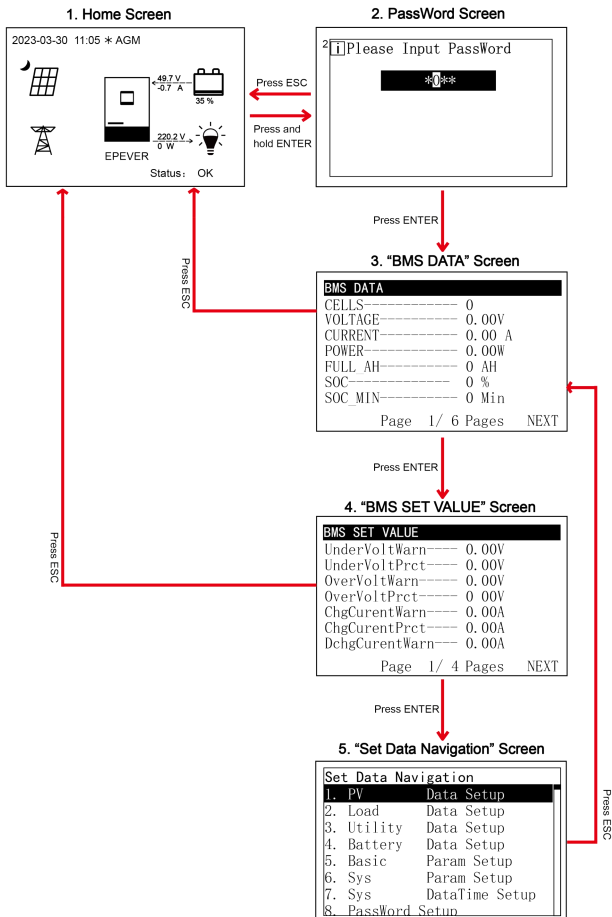 1. Home Screen
2023-03-30 11:05 ✳ AGM
49.7 V
-0.7 A
35 %
220.2 V
0 W
EPEVER
Status: OK
Press ESC
Press and
hold ENTER
2. PassWord Screen
2 i Please Input PassWord
*0**
Press ENTER
Press ESC
3. “BMS DATA” Screen
BMS DATA
CELLS------------ 0
VOLTAGE---------- 0.00V
CURRENT---------- 0.00 A
POWER------------ 0.00W
FULL_AH---------- 0 AH
SOC------------- 0 %
SOC_MIN---------- 0 Min
Page 1/ 6 Pages NEXT
Press ENTER
Press ESC
4. “BMS SET VALUE” Screen
BMS SET VALUE
UnderVoltWarn---- 0.00V
UnderVoltPrct---- 0.00V
OverVoltWarn----- 0.00V
OverVoltPrct----- 0.00V
ChgCurentWarn---- 0.00A
ChgCurentPrct---- 0.00A
DchgCurentWarn--- 0.00A
Page 1/ 4 Pages NEXT
Press ENTER
5. “Set Data Navigation” Screen
Set Data Navigation
1. PV Data Setup
2. Load Data Setup
3. Utility Data Setup
4. Battery Data Setup
5. Basic Param Setup
6. Sys Param Setup
7. Sys DataTime Setup
8. PassWord Setup
Press ESC